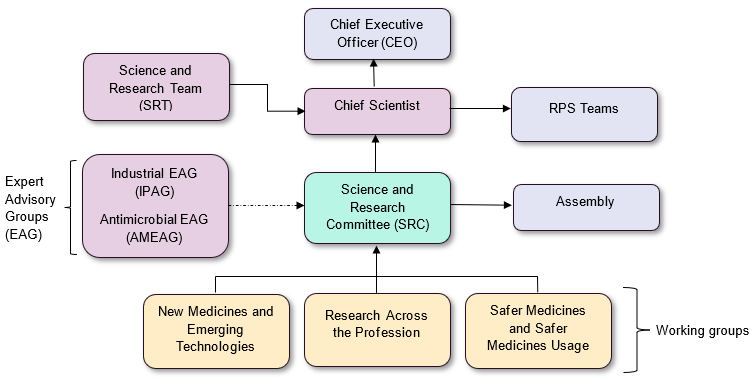 Chief Executive
Officer (CEO)
Science and
Research Team
(SRT)
Chief Scientist
RPS Teams
Expert
Advisory
Groups
(EAG)
Industrial EAG
(IPAG)
Antimicrobial EAG
(AMEAG)
Science and
Research
Committee (SRC)
Assembly
New Medicines and
Emerging
Technologies
Research Across
the Profession
Safer Medicines
and Safer
Medicines Usage
Working groups